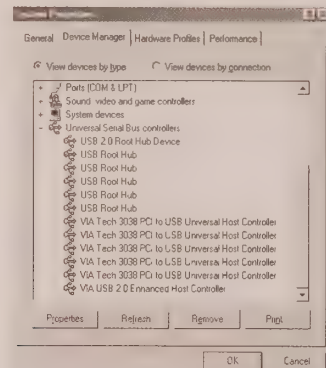 General Device Manager Hardware Profiles Performance
View devices by type View devices by connection
Ports (COM & LPT)
Sound, video and game controllers
System devices
Universal Serial Bus controllers
USB 2.0 Root Hub Device
USB Root Hub
USB Root Hub
USB Root Hub
USB Root Hub
USB Root Hub
VIA Tech 3038 PCI to USB Universal Host Controller
VIA Tech 3038 PCI to USB Universal Host Controller
VIA Tech 3038 PCI to USB Universal Host Controller
VIA Tech 3038 PCI to USB Universal Host Controller
VIA Tech 3038 PCI to USB Universal Host Controller
VIA USB 2.0 Enhanced Host Controller
Properties Refresh Remove Print
OK Cancel